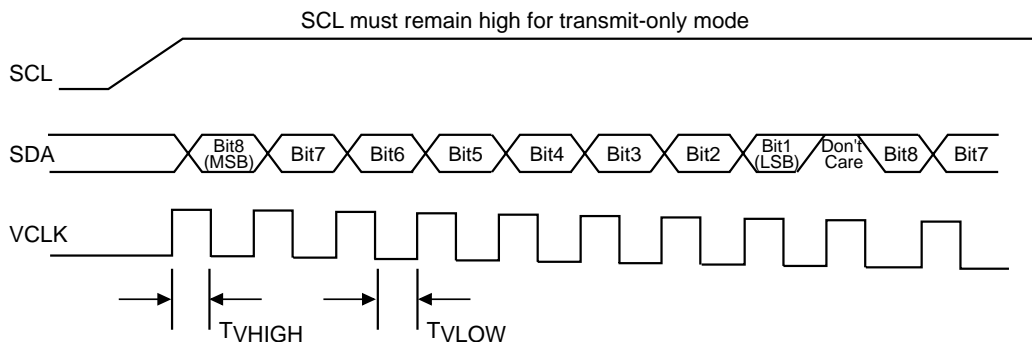 SCL must remain high for transmit-only mode
SCL
SDA
Bit8
(MSB)
Bit7
Bit6
Bit5
Bit4
Bit3
Bit2
Bit1
(LSB)
Don't
Care
Bit8
Bit7
VCLK
TVHIGH
TVLOW